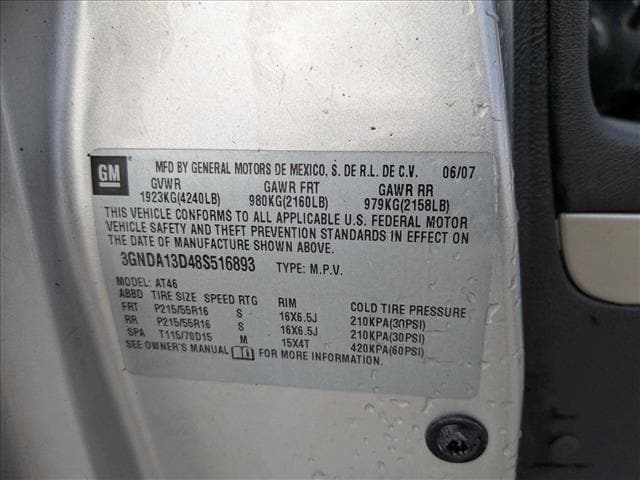 GM
MFD BY GENERAL MOTORS DE MEXICO, S. DE R.L. DE C.V. 06/07
GVWR GAWR FRT GAWR RR
1923KG(4240LB) 980KG(2160LB) 979KG(2158LB)
THIS VEHICLE CONFORMS TO ALL APPLICABLE U.S. FEDERAL MOTOR
VEHICLE SAFETY AND THEFT PREVENTION STANDARDS IN EFFECT ON
THE DATE OF MANUFACTURE SHOWN ABOVE.
3GNDA13D48S516893 TYPE: M.P.V.
MODEL: AT46
ABBD TIRE SIZE SPEED RTG RIM COLD TIRE PRESSURE
FRT P215/55R16 S 16X6.5J 210KPA(30PSI)
RR P215/55R16 S 16X6.5J 210KPA(30PSI)
SPA T115/70D15 M 15X4T 420KPA(60PSI)
SEE OWNER'S MANUAL FOR MORE INFORMATION.